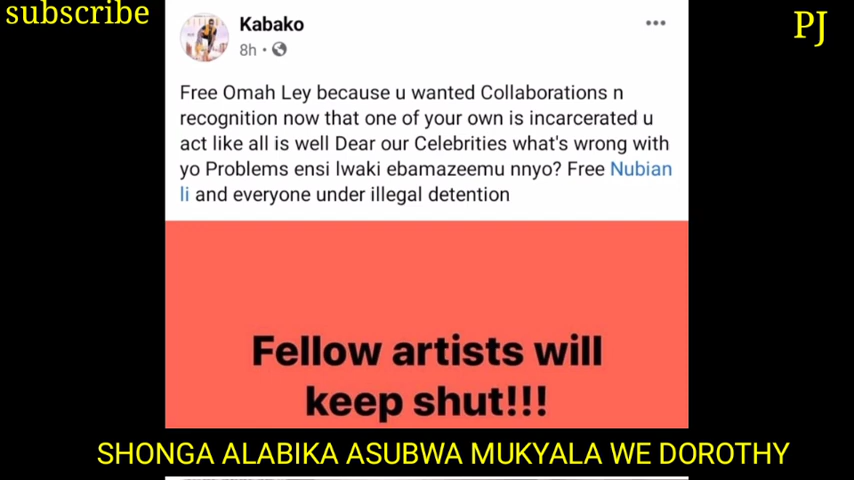 subscribe
PJ
Kabako
8h
Free Omah Ley because u wanted Collaborations n
recognition now that one of your own is incarcerated u
act like all is well Dear our Celebrities what's wrong with
yo Problems ensi lwaki ebamazeemu nnyo? Free Nubian
li and everyone under illegal detention
Fellow artists will
keep shut!!!
SHONGA ALABIKA ASUBWA MUKYALA WE DOROTHY